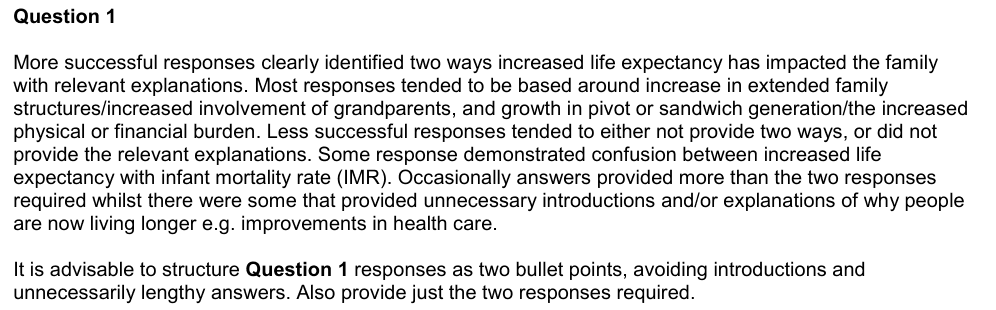 Question 1
More successful responses clearly identified two ways increased life expectancy has impacted the family
with relevant explanations. Most responses tended to be based around increase in extended family
structures/increased involvement of grandparents, and growth in pivot or sandwich generation/the increased
physical or financial burden. Less successful responses tended to either not provide two ways, or did not
provide the relevant explanations. Some response demonstrated confusion between increased life
expectancy with infant mortality rate (IMR). Occasionally answers provided more than the two responses
required whilst there were some that provided unnecessary introductions and/or explanations of why people
are now living longer e.g. improvements in health care.
It is advisable to structure Question 1 responses as two bullet points, avoiding introductions and
unnecessarily lengthy answers. Also provide just the two responses required.